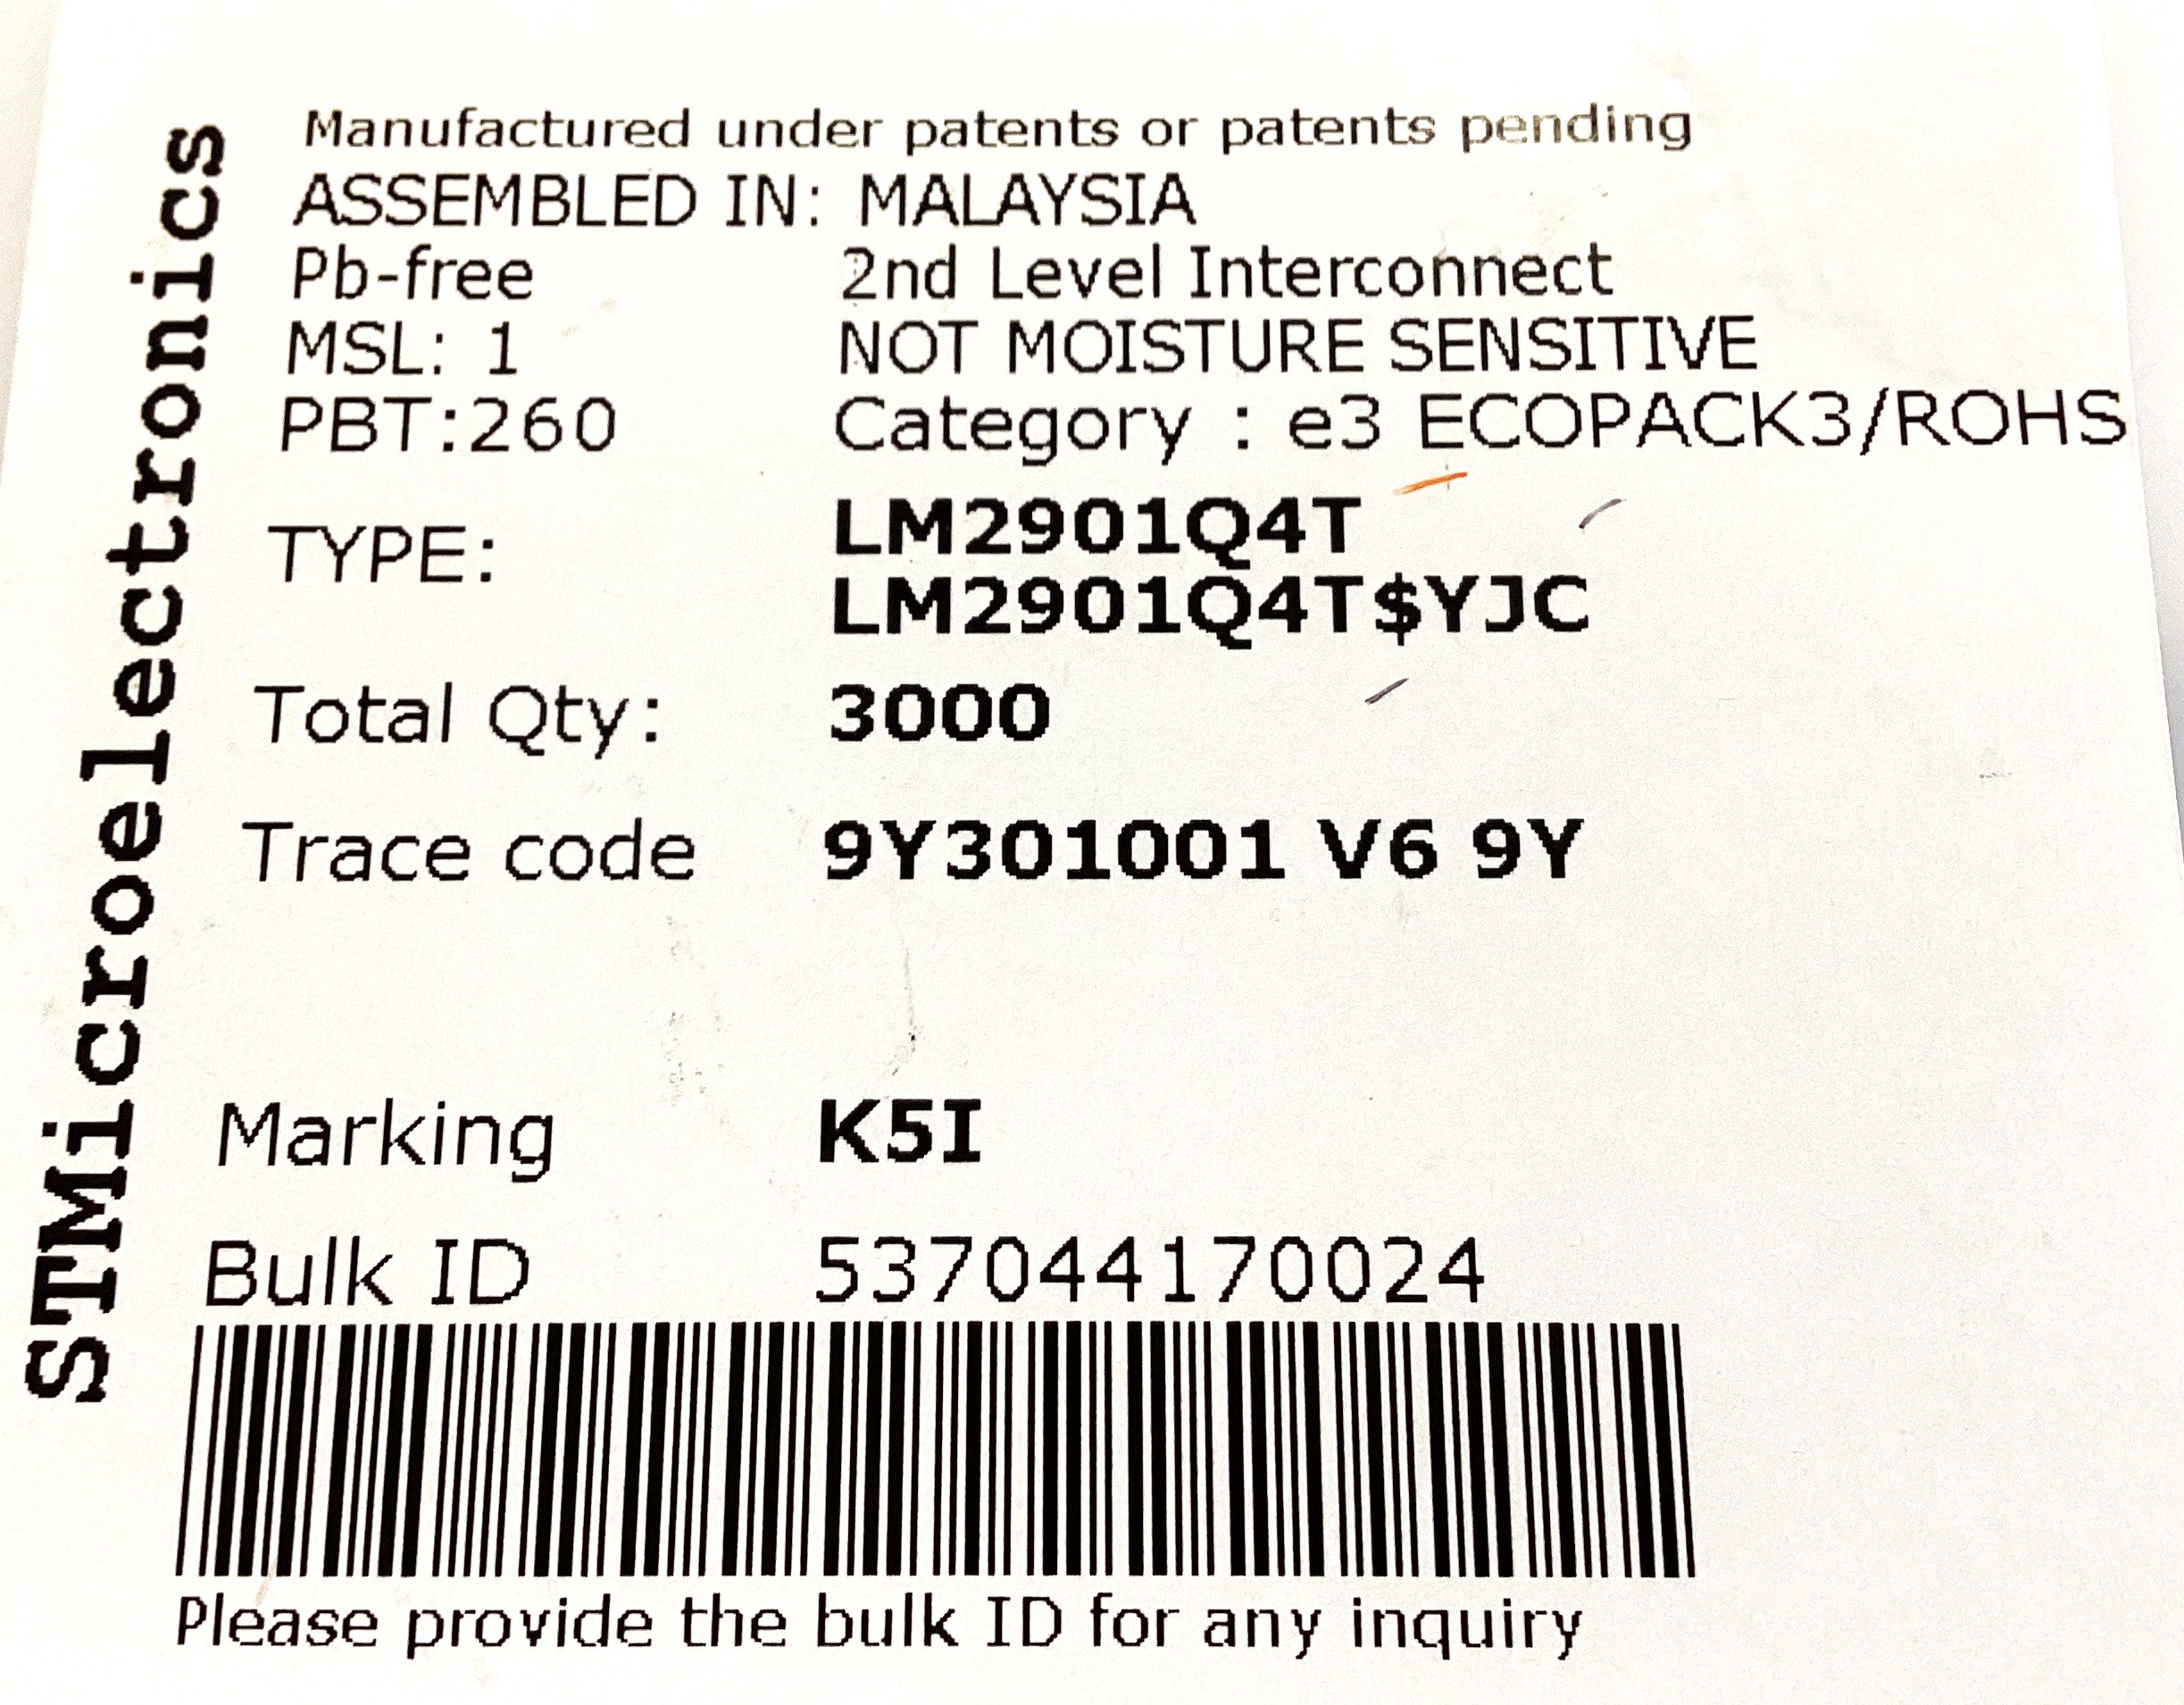 STMicroelectronics
Manufactured under patents or patents pending
ASSEMBLED IN: MALAYSIA
Pb-free 2nd Level Interconnect
MSL: 1 NOT MOISTURE SENSITIVE
PBT:260 Category : e3 ECOPACK3/ROHS
TYPE: LM2901Q4T
LM2901Q4T$YJC
Total Qty: 3000
Trace code 9Y301001 V6 9Y
Marking K5I
Bulk ID 537044170024
Please provide the bulk ID for any inquiry